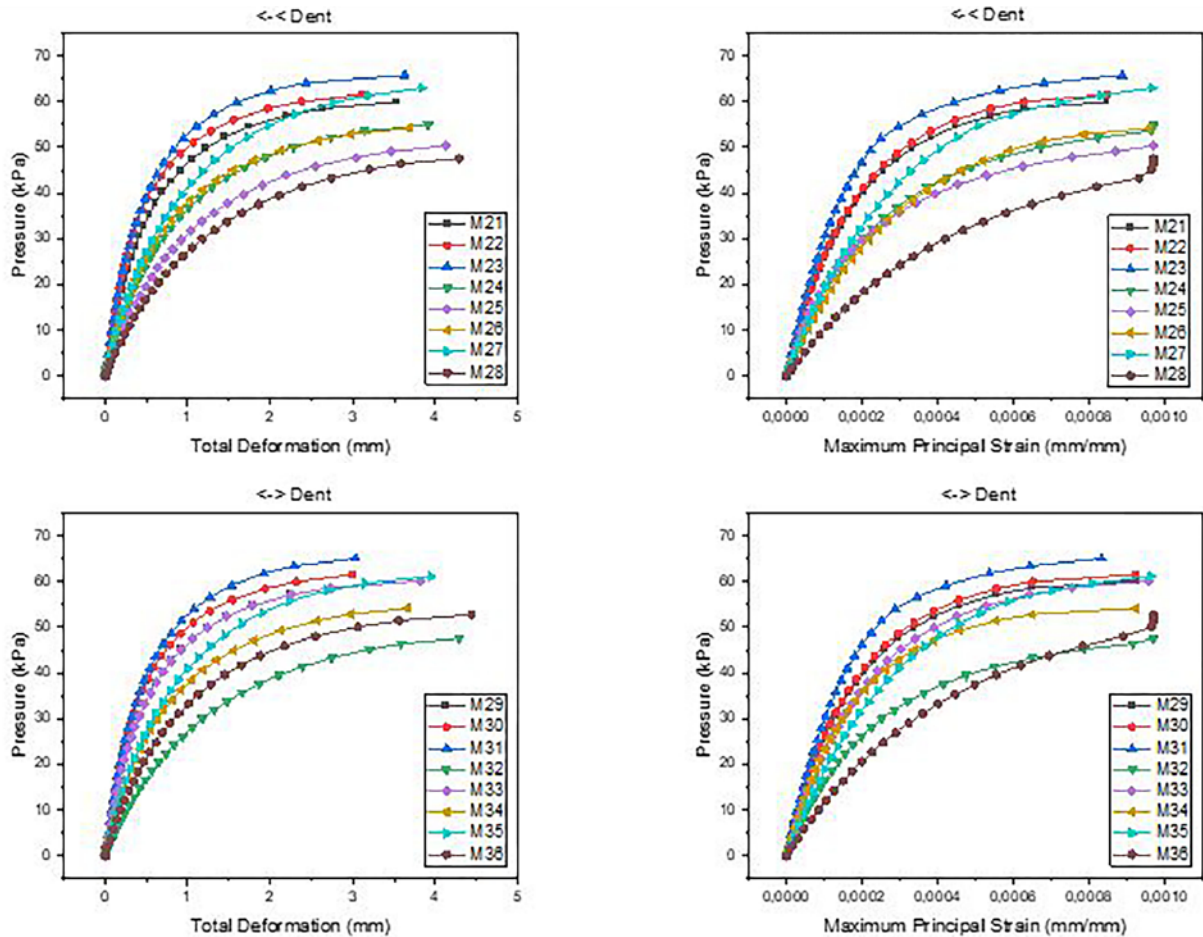 <-< Dent
70
60
50
40
30
20
10
0
Pressure (kPa)
M21
M22
M23
M24
M25
M26
M27
M28
0 1 2 3 4 5
Total Deformation (mm)
<-< Dent
70
60
50
40
30
20
10
0
Pressure (kPa)
M21
M22
M23
M24
M25
M26
M27
M28
0,0000 0,0002 0,0004 0,0006 0,0008 0,0010
Maximum Principal Strain (mm/mm)
<-> Dent
70
60
50
40
30
20
10
0
Pressure (kPa)
M29
M30
M31
M32
M33
M34
M35
M36
0 1 2 3 4 5
Total Deformation (mm)
<-> Dent
70
60
50
40
30
20
10
0
Pressure (kPa)
M29
M30
M31
M32
M33
M34
M35
M36
0,0000 0,0002 0,0004 0,0006 0,0008 0,0010
Maximum Principal Strain (mm/mm)